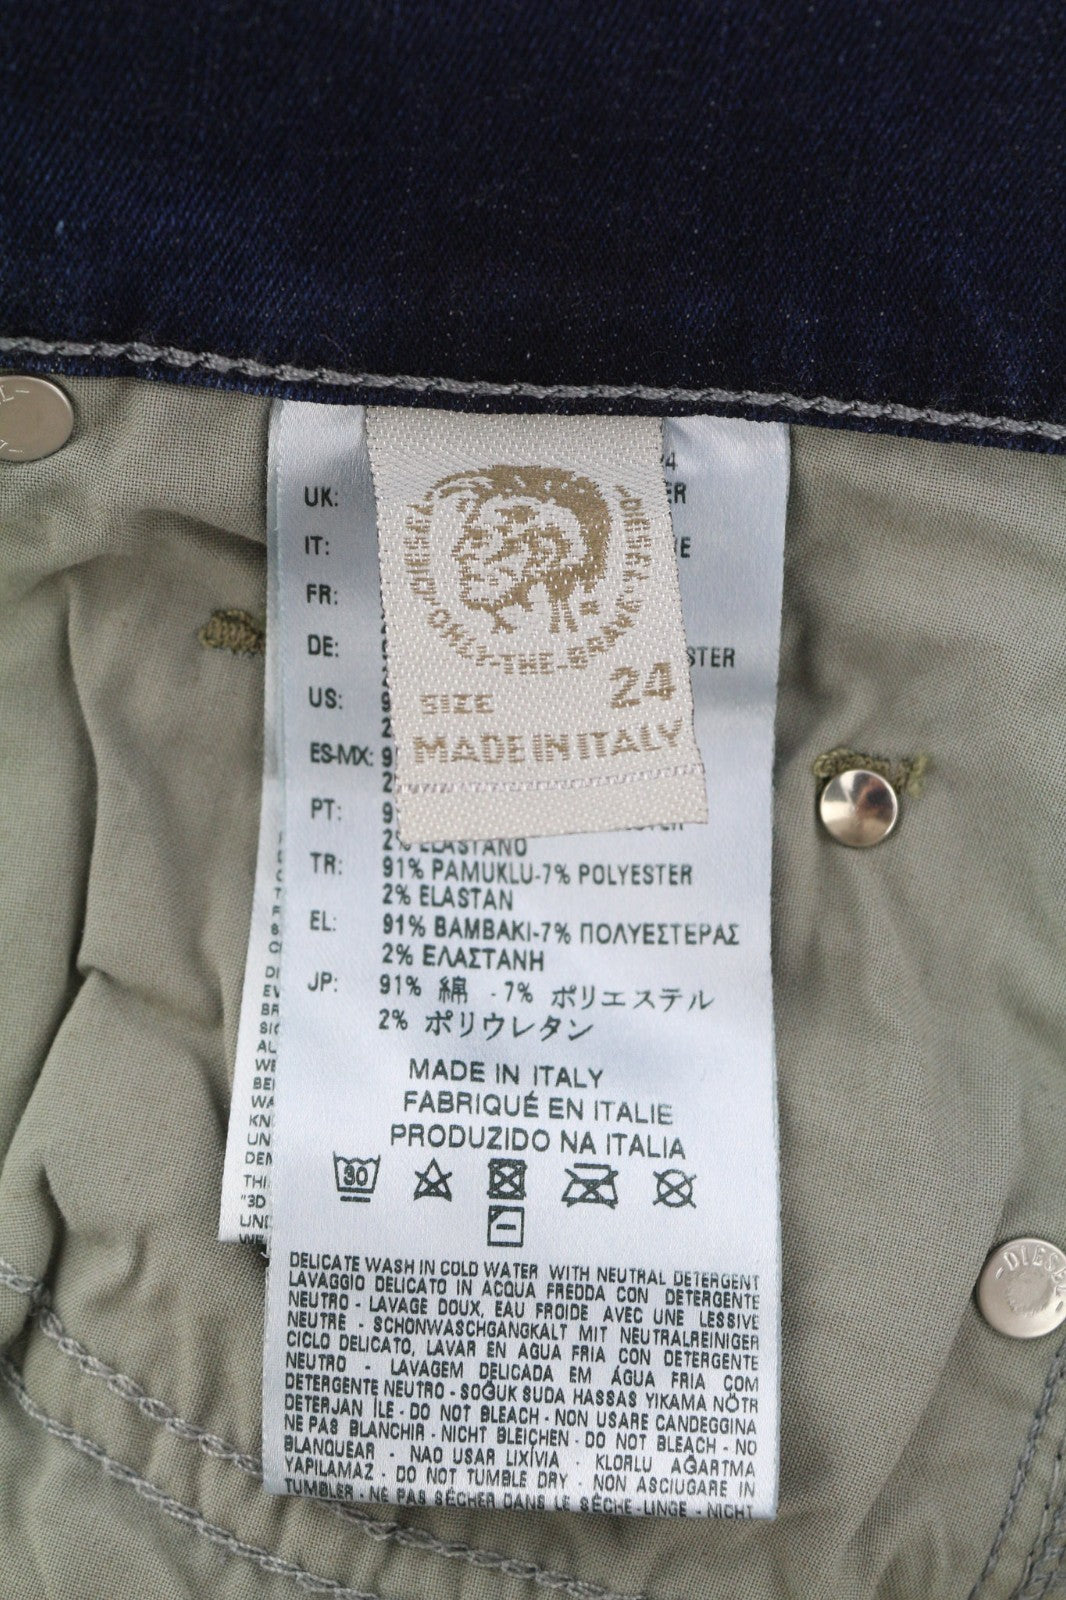 DIESEL
ONLY-THE-BRAVE
SIZE 24
MADE IN ITALY
UK:
IT:
FR:
DE: STER
US:
ES-MX:
PT:
2% ELASTANO
TR: 91% PAMUKLU-7% POLYESTER
2% ELASTAN
EL: 91% ΒΑΜΒΑΚΙ-7% ΠΟΛΥΕΣΤΕΡΑΣ
2% ΕΛΑΣΤΑΝΗ
JP: 91% 綿 -7% ポリエステル
2% ポリウレタン
MADE IN ITALY
FABRIQUÉ EN ITALIE
PRODUZIDO NA ITALIA
30
DELICATE WASH IN COLD WATER WITH NEUTRAL DETERGENT
LAVAGGIO DELICATO IN ACQUA FREDDA CON DETERGENTE
NEUTRO - LAVAGE DOUX, EAU FROIDE AVEC UNE LESSIVE
NEUTRE - SCHONWASCHGANGKALT MIT NEUTRALREINIGER
CICLO DELICATO, LAVAR EN AGUA FRIA CON DETERGENTE
NEUTRO - LAVAGEM DELICADA EM ÁGUA FRIA COM
DETERGENTE NEUTRO - SOĞUK SUDA HASSAS YIKAMA NÖTR
DETERJAN İLE - DO NOT BLEACH - NON USARE CANDEGGINA
NE PAS BLANCHIR - NICHT BLEICHEN - DO NOT BLEACH - NO
BLANQUEAR - NAO USAR LIXÍVIA - KLORLU AĞARTMA
YAPILAMAZ - DO NOT TUMBLE DRY - NON ASCIUGARE IN
TUMBLER - NE PAS SÉCHER DANS LE SÈCHE-LINGE - NICHT
DIESEL